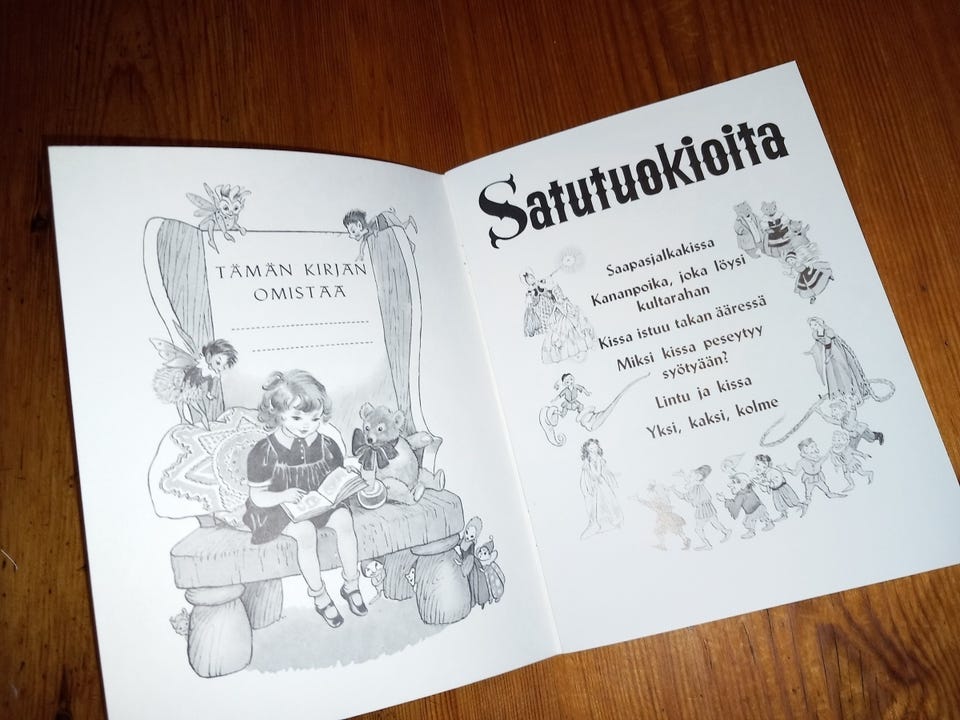 TÄMÄN KIRJAN
OMISTAA
Satutuokioita
Saapasjalkakissa
Kananpoika, joka löysi
kultarahan
Kissa istuu takan ääressä
Miksi kissa peseytyy
syötyään?
Lintu ja kissa
Yksi, kaksi, kolme